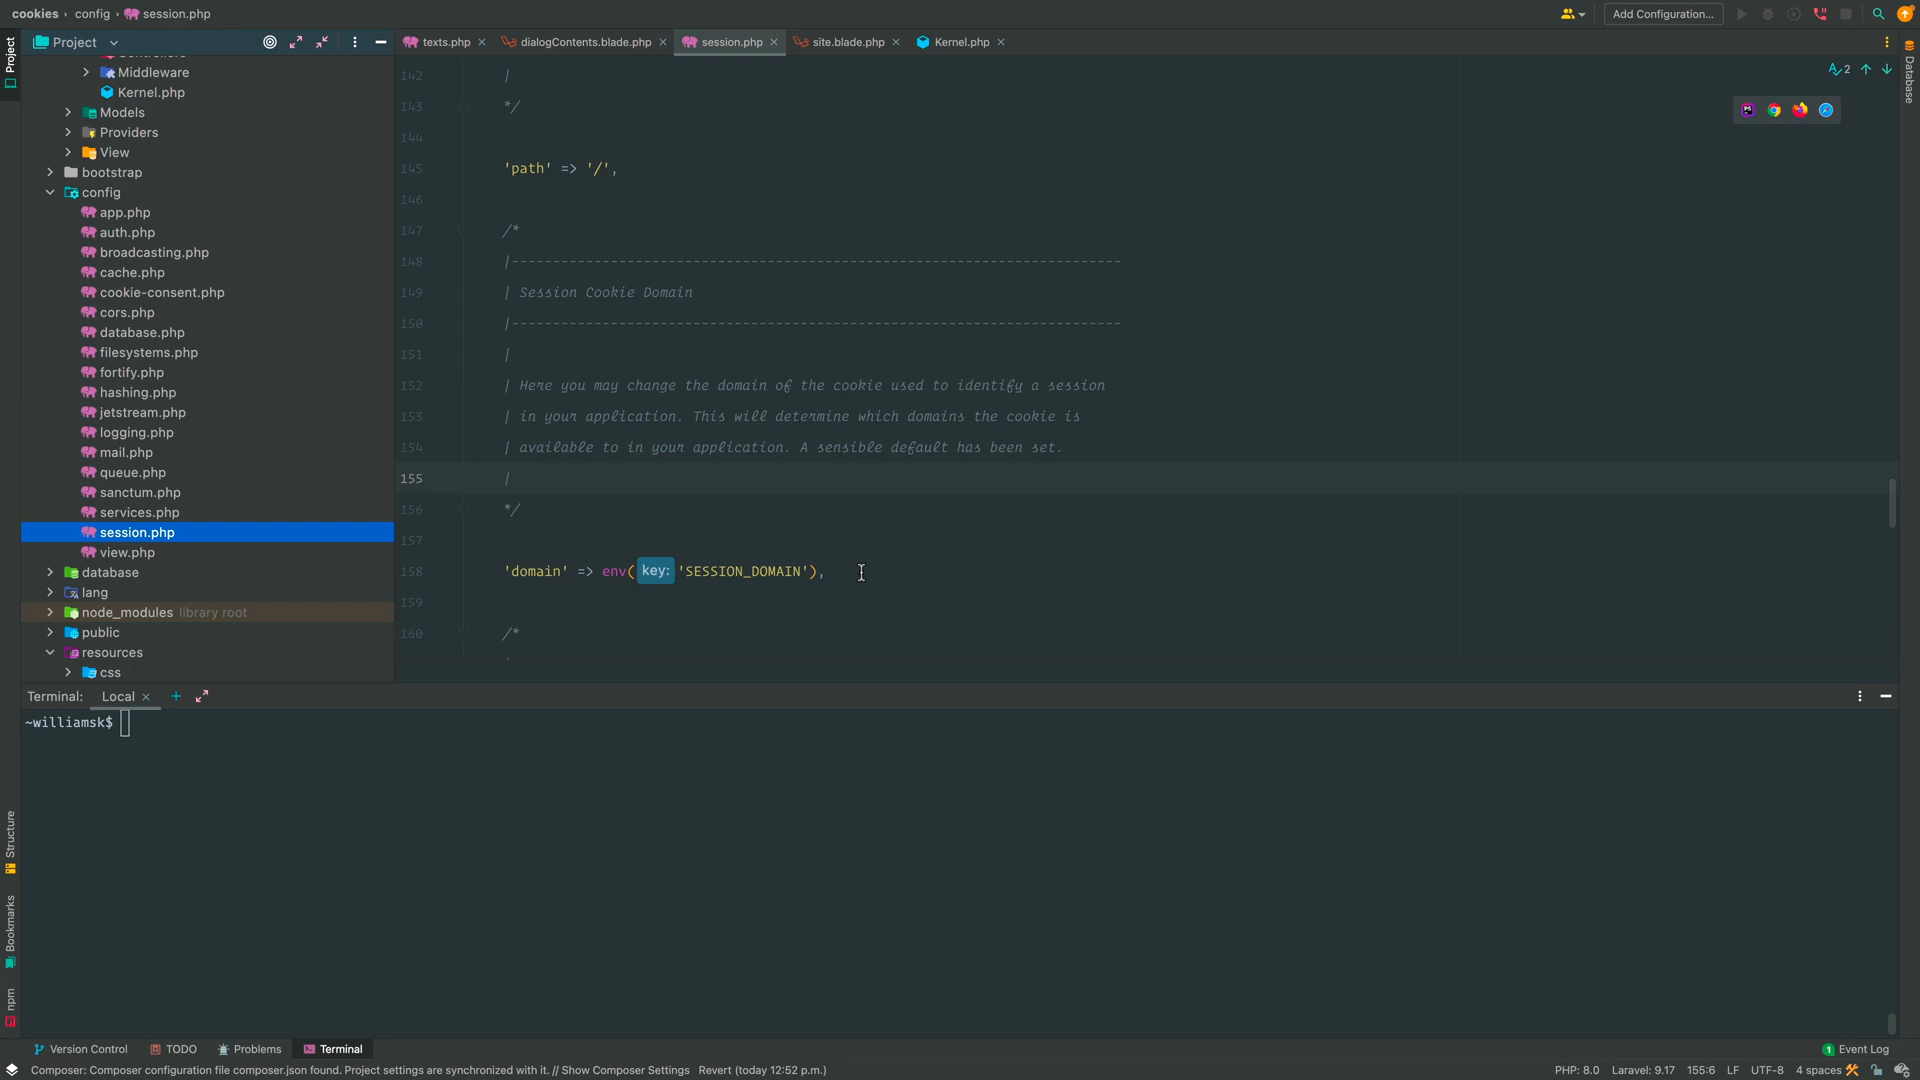 cookies › config › session.php
Add Configuration...
Project
texts.php
dialogContents.blade.php
session.php
site.blade.php
Kernel.php
Project
Database
Structure
Bookmarks
npm
Middleware
Kernel.php
Models
Providers
View
bootstrap
config
app.php
auth.php
broadcasting.php
cache.php
cookie-consent.php
cors.php
database.php
filesystems.php
fortify.php
hashing.php
jetstream.php
logging.php
mail.php
queue.php
sanctum.php
services.php
session.php
view.php
database
lang
node_modules library root
public
resources
css
2
PS
142 |
143 */
144
145 'path' => '/',
146
147 /*
148 |--------------------------------------------------------------------------
149 | Session Cookie Domain
150 |--------------------------------------------------------------------------
151 |
152 | Here you may change the domain of the cookie used to identify a session
153 | in your application. This will determine which domains the cookie is
154 | available to in your application. A sensible default has been set.
155 |
156 */
157
158 'domain' => env( key: 'SESSION_DOMAIN'),
159
160 /*
Terminal: Local
~williamsk$
Version Control TODO Problems Terminal
1 Event Log
Composer: Composer configuration file composer.json found. Project settings are synchronized with it. // Show Composer Settings Revert (today 12:52 p.m.)
PHP: 8.0 Laravel: 9.17 155:6 LF UTF-8 4 spaces